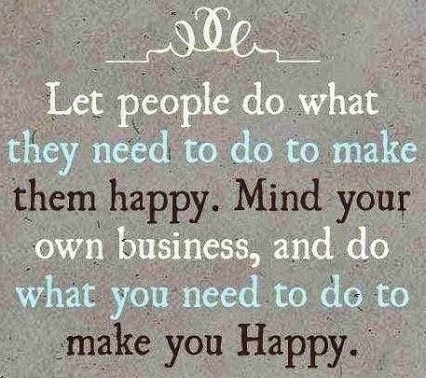 Let people do what
they need to do to make
them happy. Mind your
own business, and do
what you need to do to
make you Happy.